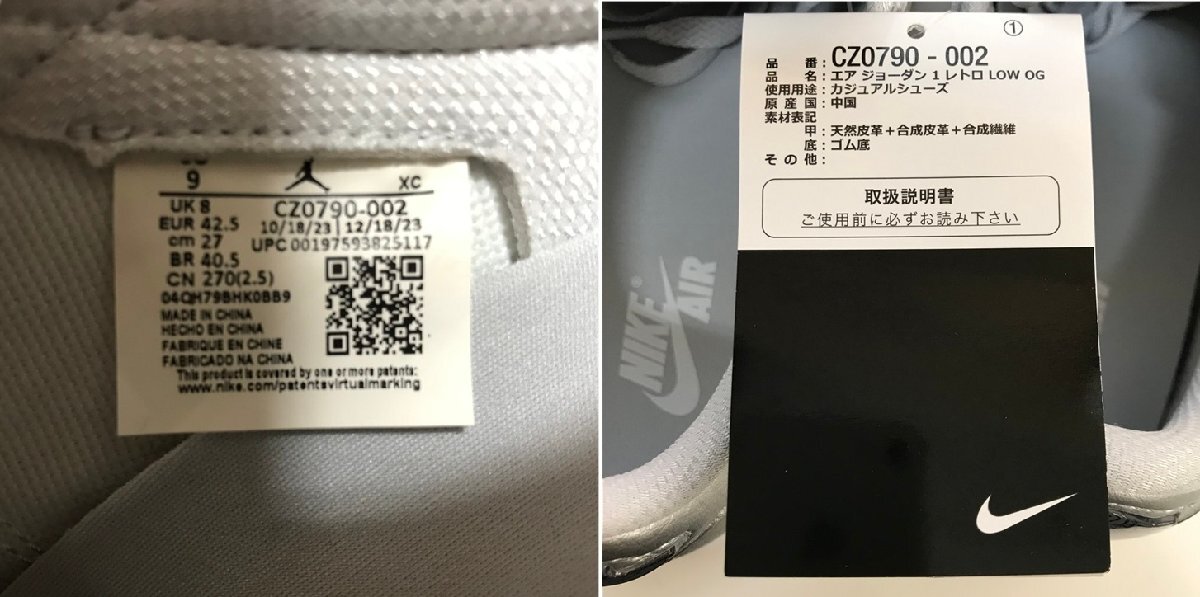 9
XC
UK 8
CZ0790-002
EUR 42.5
10/18/23 12/18/23
cm 27
UPC 00197593825117
BR 40.5
CN 270(2.5)
04QH79BHK0BB9
MADE IN CHINA
HECHO EN CHINA
FABRIQUE EN CHINE
FABRICADO NA CHINA
This product is covered by one or more patents:
www.nike.com/patentsvirtualmarking
①
品 番 : CZ0790 - 002
品 名 : エア ジョーダン 1 レトロ LOW OG
使用用途 : カジュアルシューズ
原 産 国 : 中国
素材表記
甲 : 天然皮革+合成皮革+合成繊維
底 : ゴム底
そ の 他 :
取扱説明書
ご使用前に必ずお読み下さい
NIKE
AIR